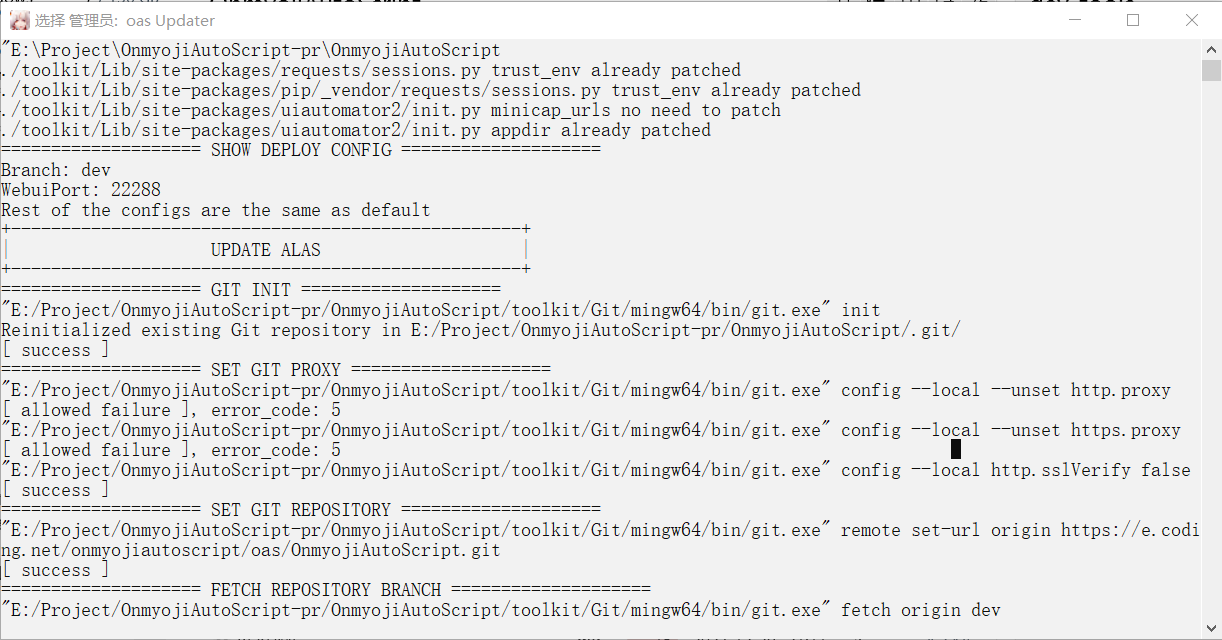 选择 管理员: oas Updater
"E:\Project\OnmyojiAutoScript-pr\OnmyojiAutoScript
./toolkit/Lib/site-packages/requests/sessions.py trust_env already patched
./toolkit/Lib/site-packages/pip/_vendor/requests/sessions.py trust_env already patched
./toolkit/Lib/site-packages/uiautomator2/init.py minicap_urls no need to patch
./toolkit/Lib/site-packages/uiautomator2/init.py appdir already patched
==================== SHOW DEPLOY CONFIG ====================
Branch: dev
WebuiPort: 22288
Rest of the configs are the same as default
+---------------------------------------------------+
| UPDATE ALAS |
+---------------------------------------------------+
==================== GIT INIT ====================
"E:/Project/OnmyojiAutoScript-pr/OnmyojiAutoScript/toolkit/Git/mingw64/bin/git.exe" init
Reinitialized existing Git repository in E:/Project/OnmyojiAutoScript-pr/OnmyojiAutoScript/.git/
[ success ]
==================== SET GIT PROXY ====================
"E:/Project/OnmyojiAutoScript-pr/OnmyojiAutoScript/toolkit/Git/mingw64/bin/git.exe" config --local --unset http.proxy
[ allowed failure ], error_code: 5
"E:/Project/OnmyojiAutoScript-pr/OnmyojiAutoScript/toolkit/Git/mingw64/bin/git.exe" config --local --unset https.proxy
[ allowed failure ], error_code: 5
"E:/Project/OnmyojiAutoScript-pr/OnmyojiAutoScript/toolkit/Git/mingw64/bin/git.exe" config --local http.sslVerify false
[ success ]
==================== SET GIT REPOSITORY ====================
"E:/Project/OnmyojiAutoScript-pr/OnmyojiAutoScript/toolkit/Git/mingw64/bin/git.exe" remote set-url origin https://e.codi
ng.net/onmyojiautoscript/oas/OnmyojiAutoScript.git
[ success ]
==================== FETCH REPOSITORY BRANCH ====================
"E:/Project/OnmyojiAutoScript-pr/OnmyojiAutoScript/toolkit/Git/mingw64/bin/git.exe" fetch origin dev